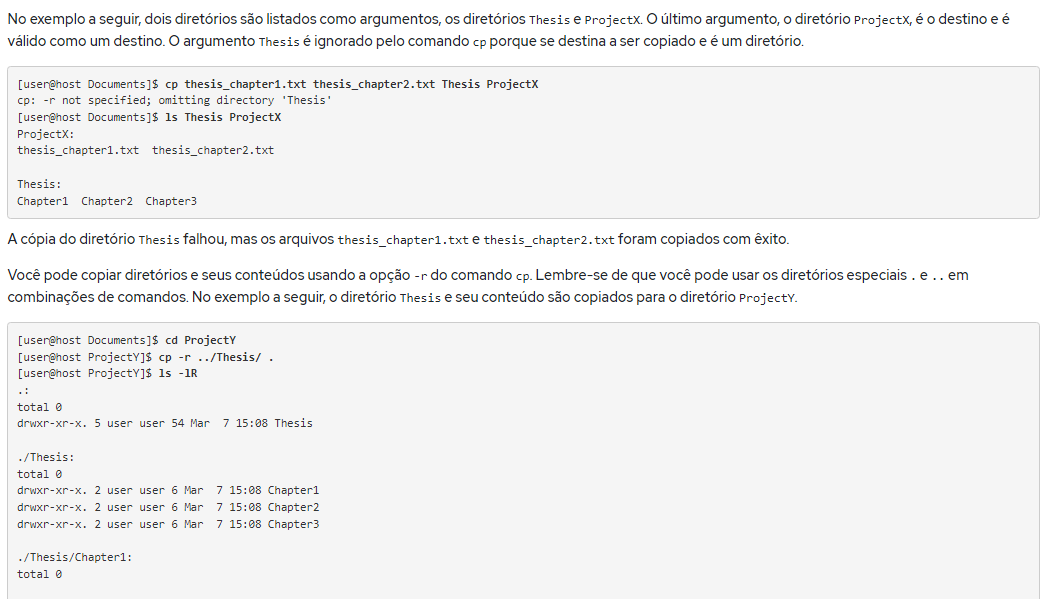 No exemplo a seguir, dois diretórios são listados como argumentos, os diretórios Thesis e ProjectX. O último argumento, o diretório ProjectX, é o destino e é
válido como um destino. O argumento Thesis é ignorado pelo comando cp porque se destina a ser copiado e é um diretório.
[user@host Documents]$ cp thesis_chapter1.txt thesis_chapter2.txt Thesis ProjectX
cp: -r not specified; omitting directory 'Thesis'
[user@host Documents]$ ls Thesis ProjectX
ProjectX:
thesis_chapter1.txt  thesis_chapter2.txt

Thesis:
Chapter1  Chapter2  Chapter3
A cópia do diretório Thesis falhou, mas os arquivos thesis_chapter1.txt e thesis_chapter2.txt foram copiados com êxito.
Você pode copiar diretórios e seus conteúdos usando a opção -r do comando cp. Lembre-se de que você pode usar os diretórios especiais . e .. em
combinações de comandos. No exemplo a seguir, o diretório Thesis e seu conteúdo são copiados para o diretório ProjectY.
[user@host Documents]$ cd ProjectY
[user@host ProjectY]$ cp -r ../Thesis/ .
[user@host ProjectY]$ ls -lR
.:
total 0
drwxr-xr-x. 5 user user 54 Mar  7 15:08 Thesis

./Thesis:
total 0
drwxr-xr-x. 2 user user 6 Mar  7 15:08 Chapter1
drwxr-xr-x. 2 user user 6 Mar  7 15:08 Chapter2
drwxr-xr-x. 2 user user 6 Mar  7 15:08 Chapter3

./Thesis/Chapter1:
total 0